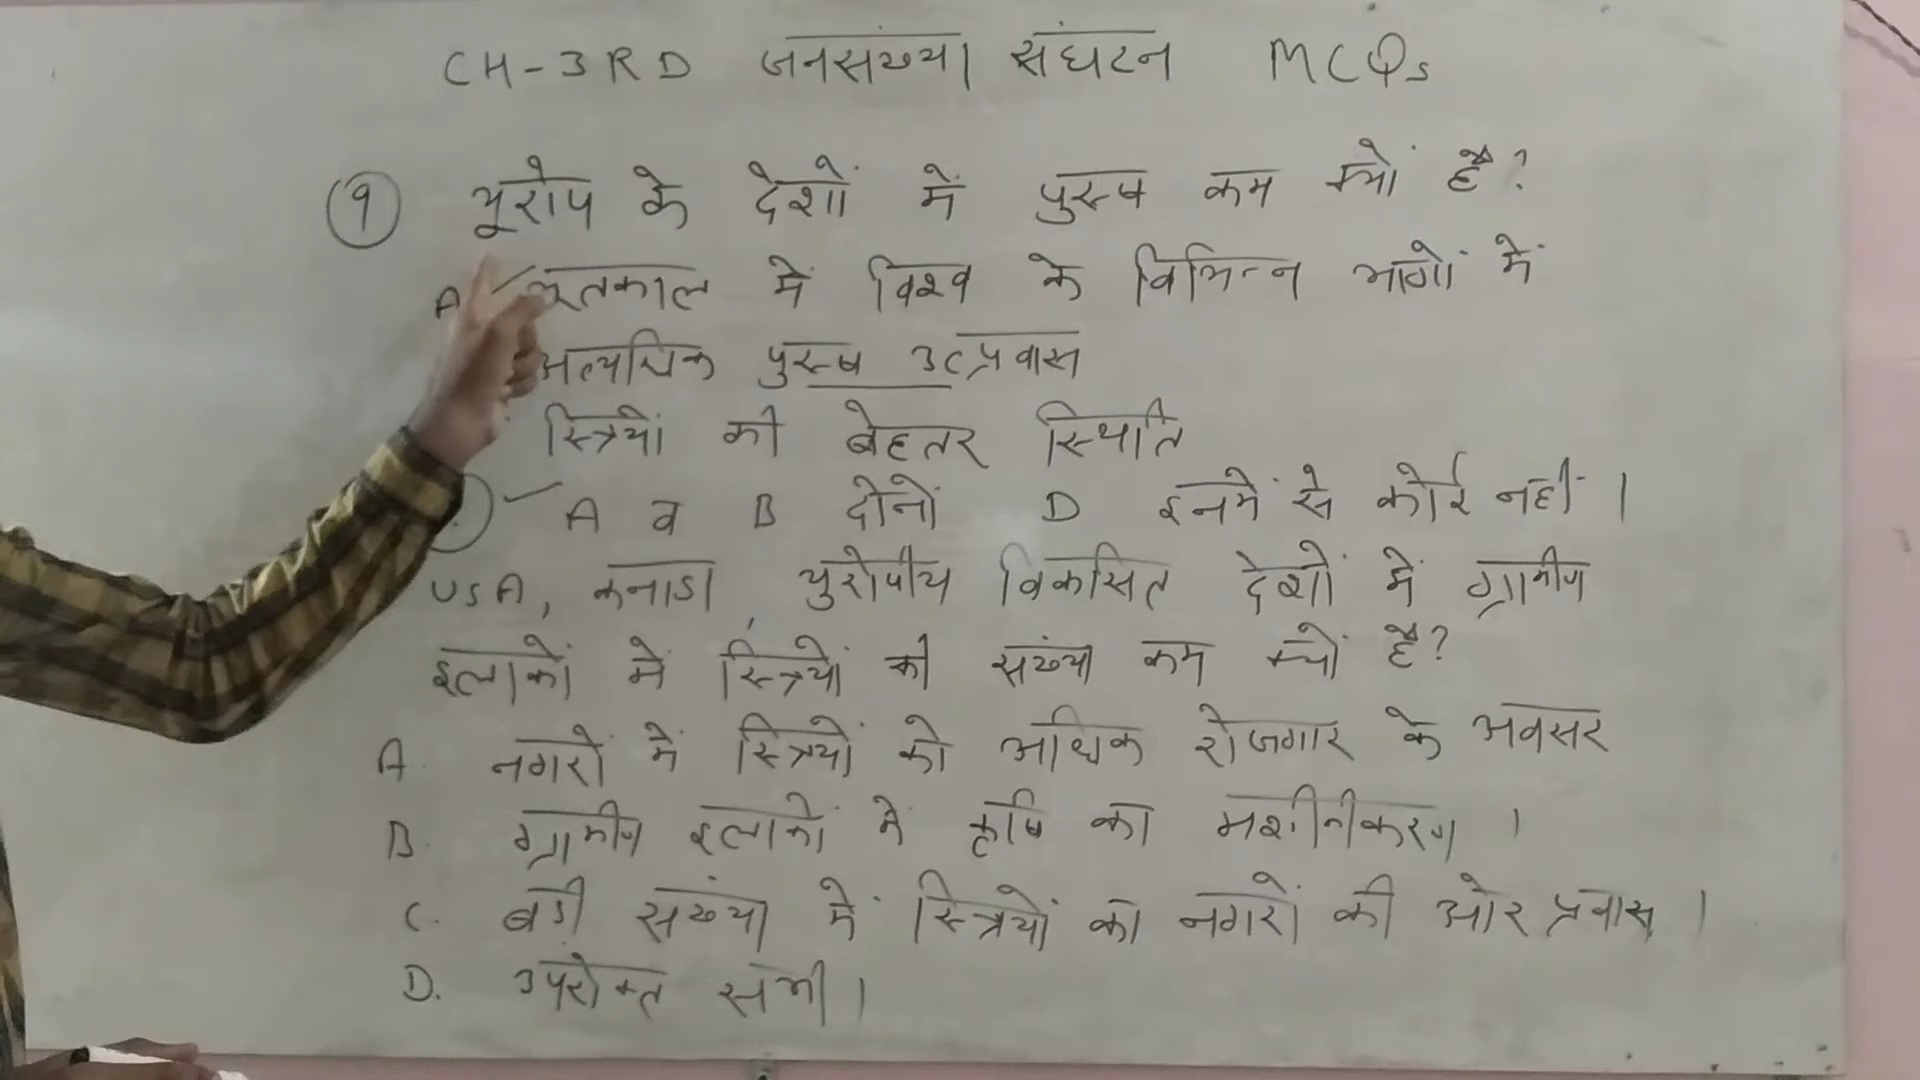 CH-3RD जनसंख्या संघटन MCQs
9 यूरोप के देशों में पुरुष कम क्यों है?
A भूतकाल में विश्व के विभिन्न भागों में
अत्यधिक पुरुष उत्प्रवास
स्त्रियों की बेहतर स्थिति
A व B दोनों D इनमें से कोई नहीं ।
USA, कनाडा, युरोपीय विकसित देशों में ग्रामीण
इलाकों में स्त्रियों की संख्या कम क्यों है?
A. नगरों में स्त्रियों को अधिक रोजगार के अवसर
B. ग्रामीण इलाकों में कृषि का मशीनीकरण ।
C. बड़ी संख्या में स्त्रियों का नगरों की ओर प्रवास ।
D. उपरोक्त सभी ।